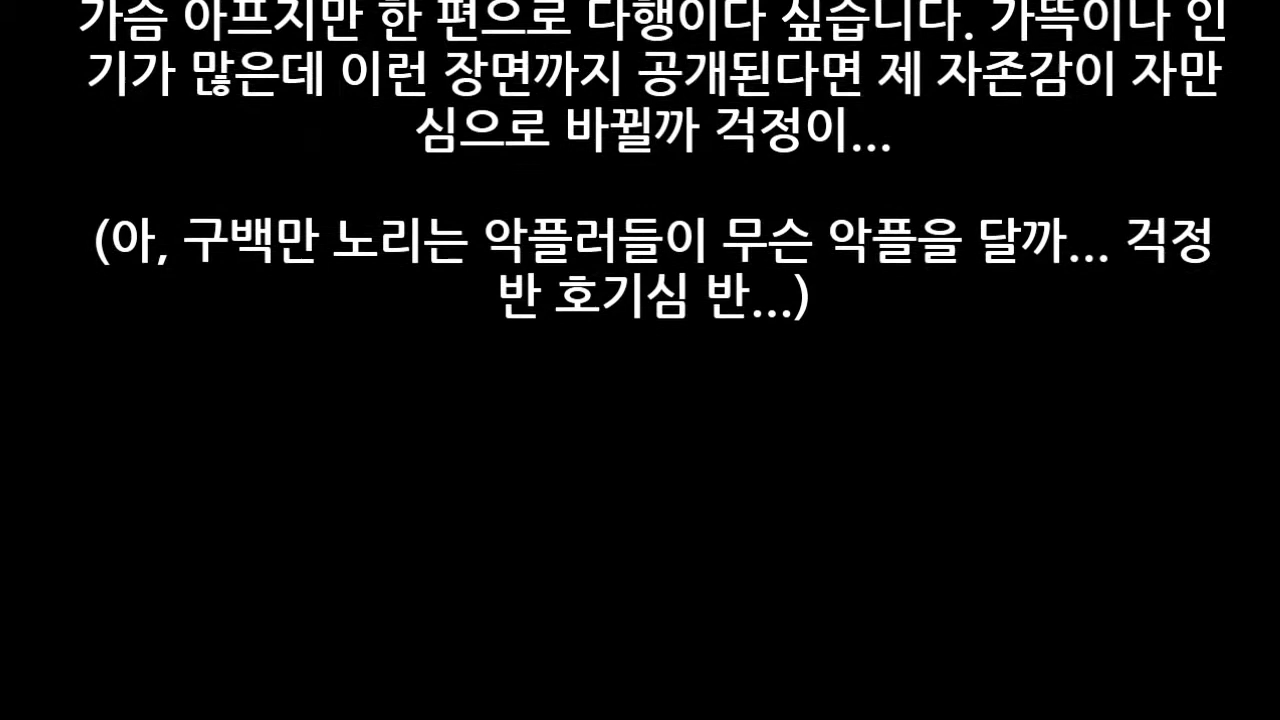 가슴 아프지만 한 편으로 다행이다 싶습니다. 가뜩이나 인
기가 많은데 이런 장면까지 공개된다면 제 자존감이 자만
심으로 바뀔까 걱정이...
(아, 구백만 노리는 악플러들이 무슨 악플을 달까... 걱정
반 호기심 반...)